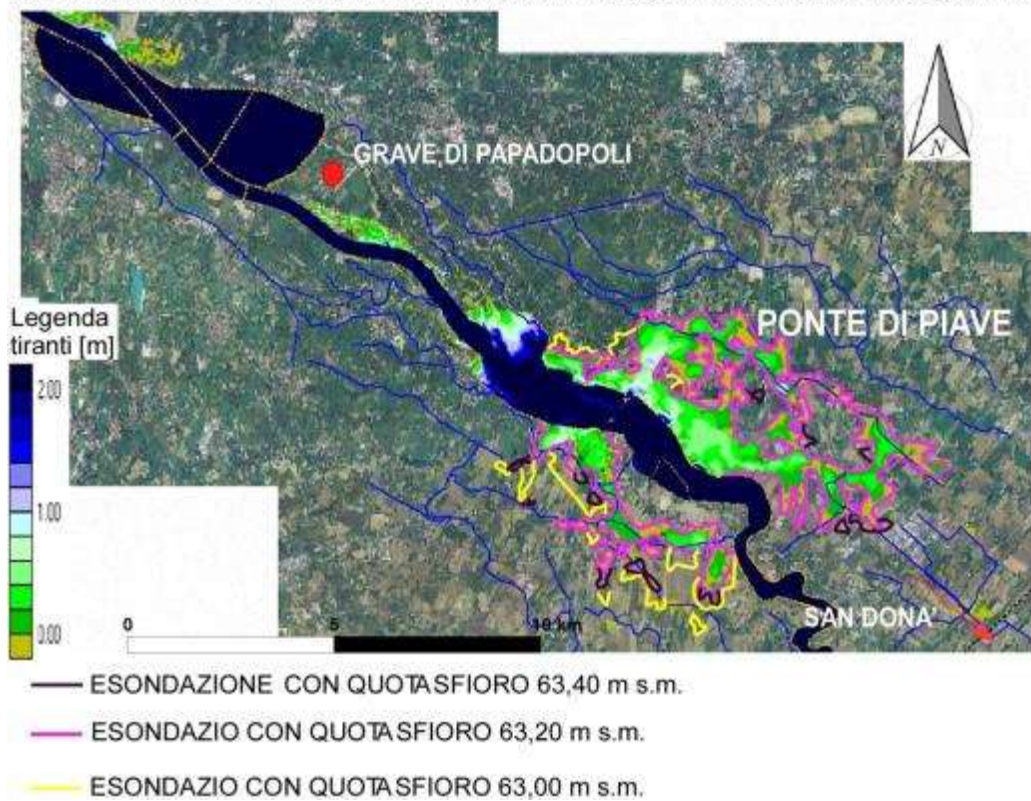 N
GRAVE DI PAPADOPOLI
PONTE DI PIAVE
SAN DONA'
Legenda
tiranti [m]
2.00
1.00
0.00
0 5 10 km
ESONDAZIONE CON QUOTASFIORO 63,40 m s.m.
ESONDAZIO CON QUOTASFIORO 63,20 m s.m.
ESONDAZIO CON QUOTASFIORO 63,00 m s.m.